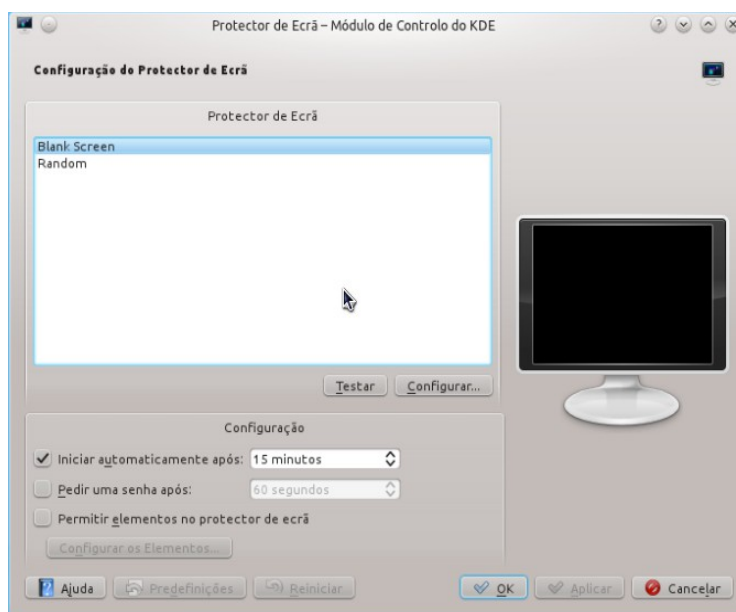 Protector de Ecrã – Módulo de Controlo do KDE
Configuração do Protector de Ecrã
Protector de Ecrã
Blank Screen
Random
Testar
Configurar...
Configuração
Iniciar automaticamente após: 15 minutos
Pedir uma senha após: 60 segundos
Permitir elementos no protector de ecrã
Configurar os Elementos...
Ajuda
Predefinições
Reiniciar
OK
Aplicar
Cancelar